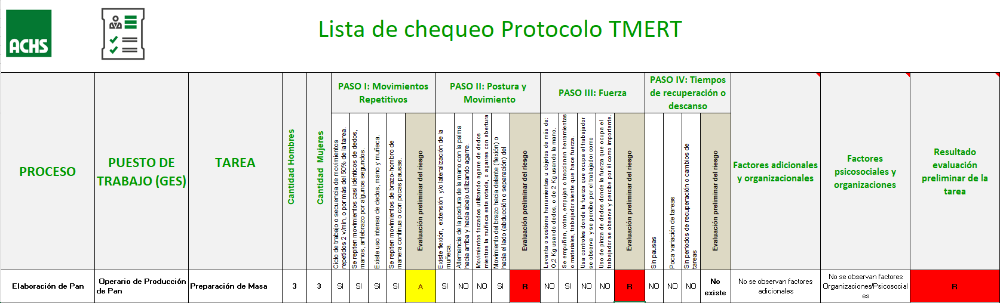 ACHS
Lista de chequeo Protocolo TMERT
PROCESO
PUESTO DE
TRABAJO (GES)
TAREA
Cantidad Hombres
Cantidad Mujeres
PASO I: Movimientos
Repetitivos
Ciclo de trabajo o secuencia de movimientos
repetidos 2 v/min, o por más del 50% de la tarea.
Se repiten movimientos casi idénticos de dedos,
manos, antebrazo por algunos segundos.
Existe uso intenso de dedos, mano y muñeca.
Se repiten movimientos de brazo-hombro de
manera continua o con pocas pausas.
Evaluación preliminar del riesgo
PASO II: Postura y
Movimiento
Existe flexión, extensión y/o lateralización de la
muñeca.
Alternancia de la postura de la mano con la palma
hacia arriba y hacia abajo utilizando agarre.
Movimientos forzados utilizando agarre de dedos
mientras la muñeca esta rotada, o agarres con abertura
Movimiento del brazo hacia delante (flexión) o
hacia el lado (abducción o separación) del
Evaluación preliminar del riesgo
PASO III: Fuerza
Levanta o sostiene herramientas u objetos de más de:
0,2 Kg usando dedos, o de 2 Kg usando la mano.
Se empuñan, rotan, empujan o traccionan herramientas
o materiales, trabajador siente que hace fuerza.
Usa controles donde la fuerza que ocupa el trabajador
se observa y se percibe por el trabajador como
Uso de pinza de dedos donde la fuerza que ocupa el
trabajador se observa y percibe por él como importante.
Evaluación preliminar del riesgo
PASO IV: Tiempos
de recuperación o
descanso
Sin pausas
Poca variación de tareas
Sin periodos de recuperación o cambios de
tareas
Evaluación preliminar del riesgo
Factores adicionales
y organizacionales
Factores
psicosociales y
organizaciones
Resultado
evaluación
preliminar de la
tarea
Elaboración de Pan
Operario de Producción
de Pan
Preparación de Masa
3
3
SI
SI
SI
SI
A
SI
NO
NO
SI
R
NO
SI
NO
NO
R
NO
NO
NO
No
existe
No se observan factores
adicionales
No se observan factores
Organizaciones/Psicosocial
es
R